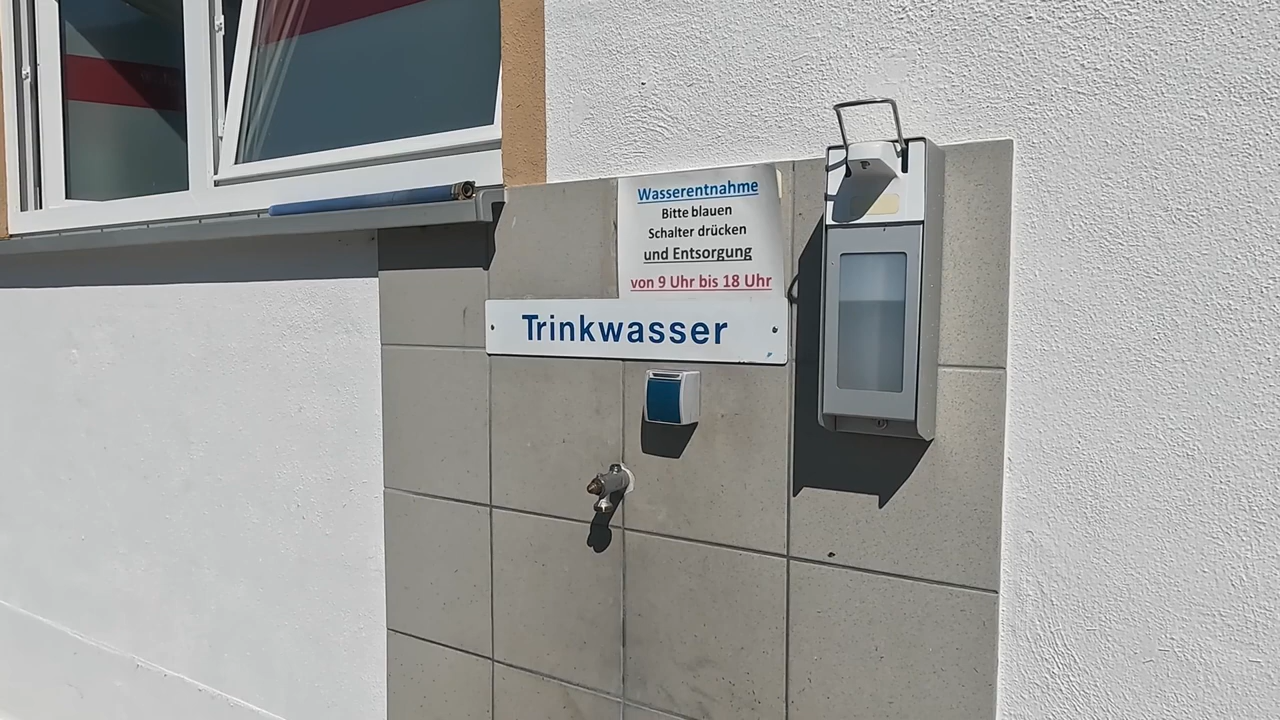 Wasserentnahme
Bitte blauen
Schalter drücken
und Entsorgung
von 9 Uhr bis 18 Uhr
Trinkwasser